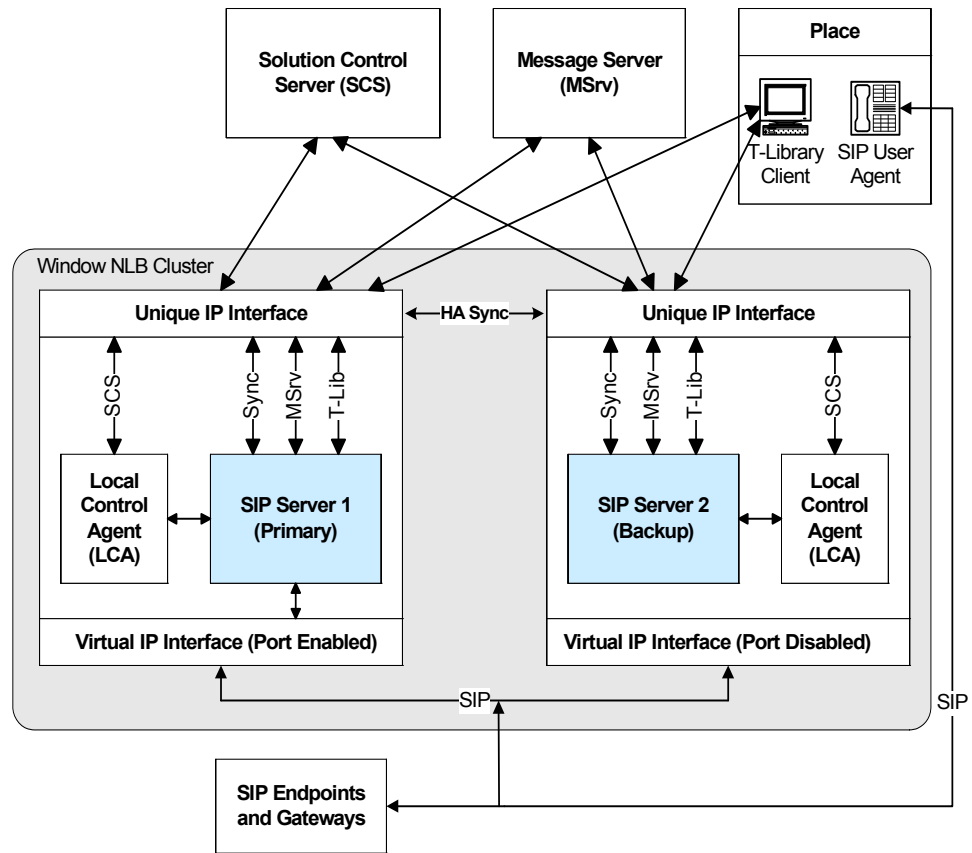 Solution Control
Server (SCS)
Message Server
(MSrv)
Place
T-Library
Client
SIP User
Agent
Window NLB Cluster
Unique IP Interface
HA Sync
Unique IP Interface
SCS
Sync
MSrv
T-Lib
Sync
MSrv
T-Lib
SCS
Local
Control
Agent
(LCA)
SIP Server 1
(Primary)
SIP Server 2
(Backup)
Local
Control
Agent
(LCA)
Virtual IP Interface (Port Enabled)
Virtual IP Interface (Port Disabled)
SIP
SIP
SIP Endpoints
and Gateways